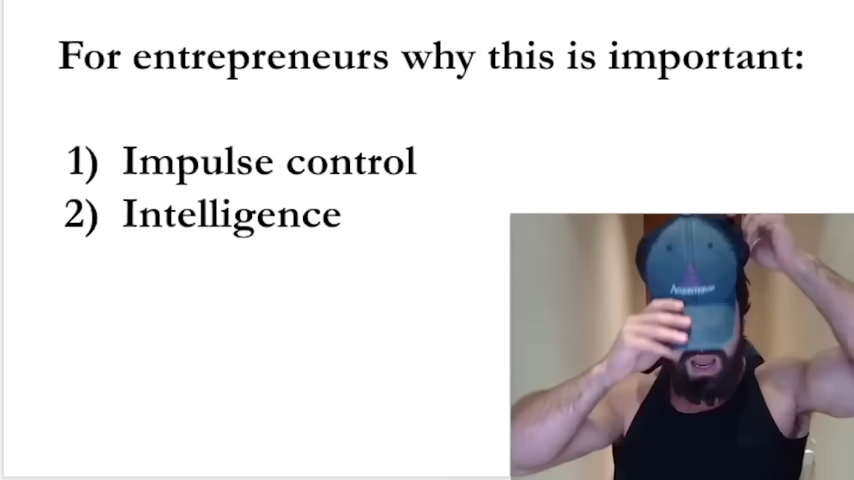 For entrepreneurs why this is important:
1) Impulse control
2) Intelligence